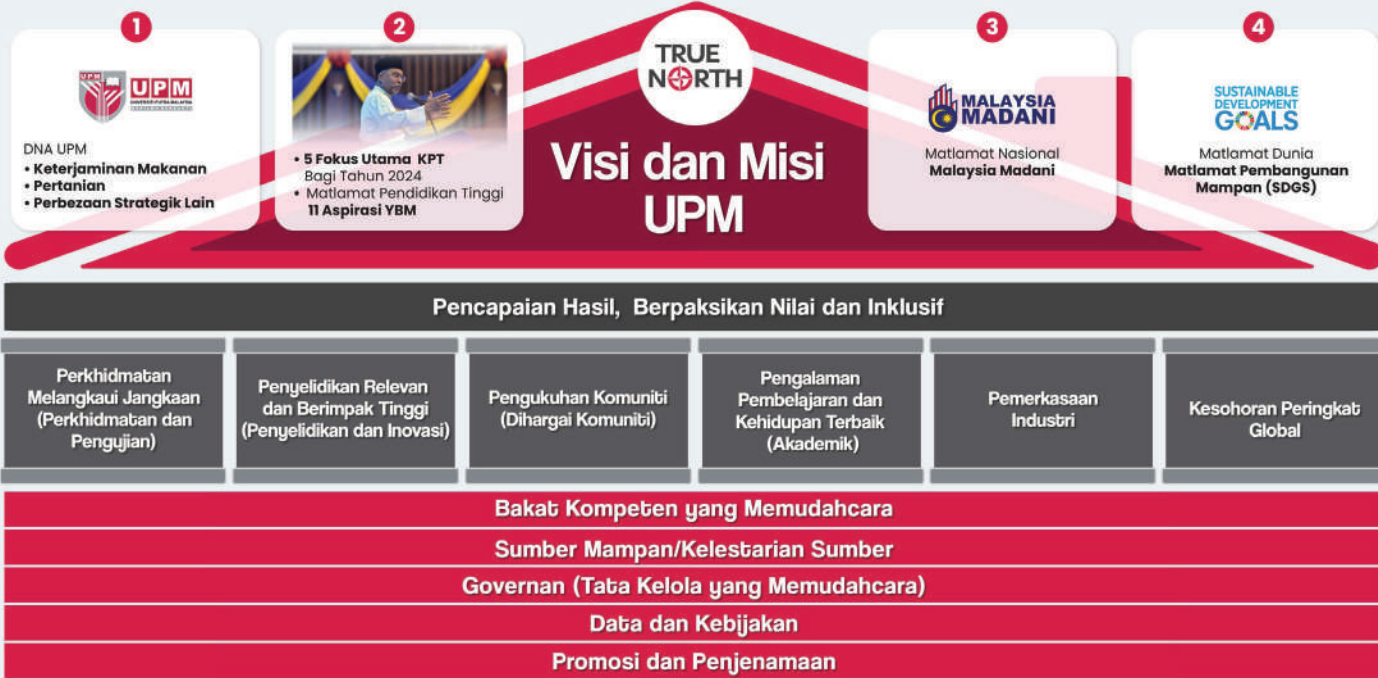 1
UPM
UPM
UNIVERSITI PUTRA MALAYSIA
DNA UPM
• Keterjaminan Makanan
• Pertanian
• Perbezaan Strategik Lain
2
• 5 Fokus Utama KPT
Bagi Tahun 2024
• Matlamat Pendidikan Tinggi
11 Aspirasi YBM
TRUE
NORTH
Visi dan Misi
UPM
3
MALAYSIA
MADANI
Matlamat Nasional
Malaysia Madani
4
SUSTAINABLE
DEVELOPMENT
GOALS
Matlamat Dunia
Matlamat Pembangunan
Mampan (SDGS)
Pencapaian Hasil, Berpaksikan Nilai dan Inklusif
Perkhidmatan
Melangkaui Jangkaan
(Perkhidmatan dan
Pengujian)
Penyelidikan Relevan
dan Berimpak Tinggi
(Penyelidikan dan Inovasi)
Pengukuhan Komuniti
(Dihargai Komuniti)
Pengalaman
Pembelajaran dan
Kehidupan Terbaik
(Akademik)
Pemerkasaan
Industri
Kesohoran Peringkat
Global
Bakat Kompeten yang Memudahcara
Sumber Mampan/Kelestarian Sumber
Governan (Tata Kelola yang Memudahcara)
Data dan Kebijakan
Promosi dan Penjenamaan